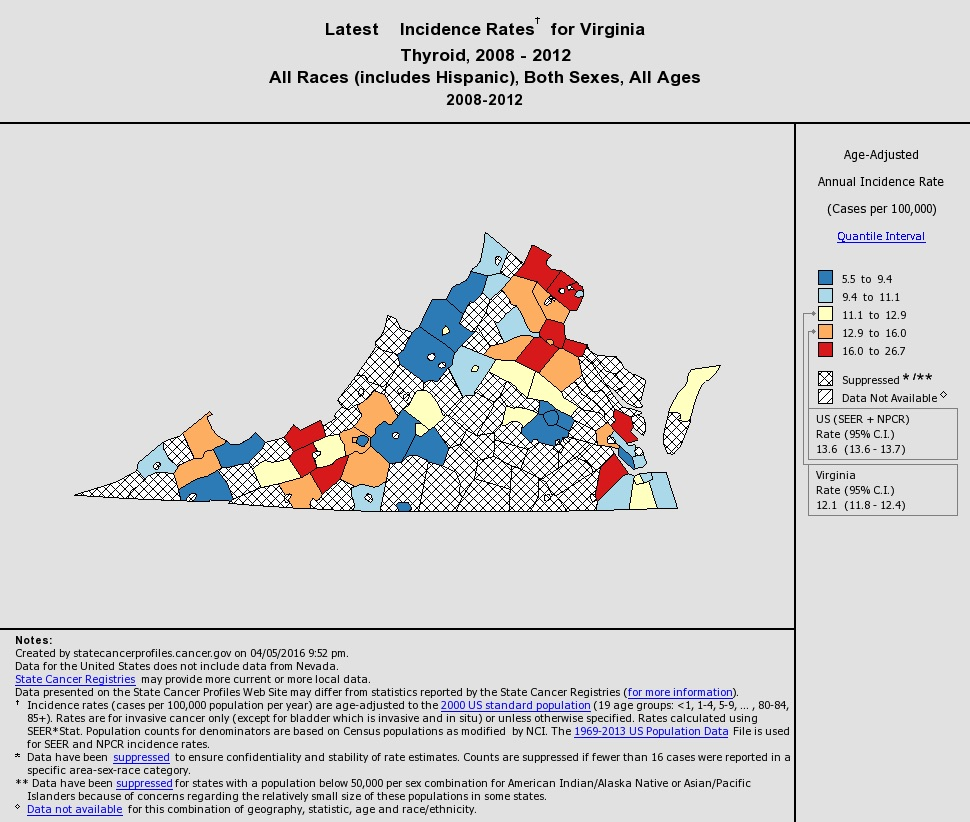 Latest Incidence Rates† for Virginia
Thyroid, 2008 - 2012
All Races (includes Hispanic), Both Sexes, All Ages
2008-2012
Age-Adjusted
Annual Incidence Rate
(Cases per 100,000)
Quantile Interval
5.5 to 9.4
9.4 to 11.1
11.1 to 12.9
12.9 to 16.0
16.0 to 26.7
Suppressed */**
Data Not Available ◇
US (SEER + NPCR)
Rate (95% C.I.)
13.6 (13.6 - 13.7)
Virginia
Rate (95% C.I.)
12.1 (11.8 - 12.4)
Notes:
Created by statecancerprofiles.cancer.gov on 04/05/2016 9:52 pm.
Data for the United States does not include data from Nevada.
State Cancer Registries may provide more current or more local data.
Data presented on the State Cancer Profiles Web Site may differ from statistics reported by the State Cancer Registries (for more information).
† Incidence rates (cases per 100,000 population per year) are age-adjusted to the 2000 US standard population (19 age groups: <1, 1-4, 5-9, ... , 80-84,
85+). Rates are for invasive cancer only (except for bladder which is invasive and in situ) or unless otherwise specified. Rates calculated using
SEER*Stat. Population counts for denominators are based on Census populations as modified by NCI. The 1969-2013 US Population Data File is used
for SEER and NPCR incidence rates.
* Data have been suppressed to ensure confidentiality and stability of rate estimates. Counts are suppressed if fewer than 16 cases were reported in a
specific area-sex-race category.
** Data have been suppressed for states with a population below 50,000 per sex combination for American Indian/Alaska Native or Asian/Pacific
Islanders because of concerns regarding the relatively small size of these populations in some states.
◇ Data not available for this combination of geography, statistic, age and race/ethnicity.